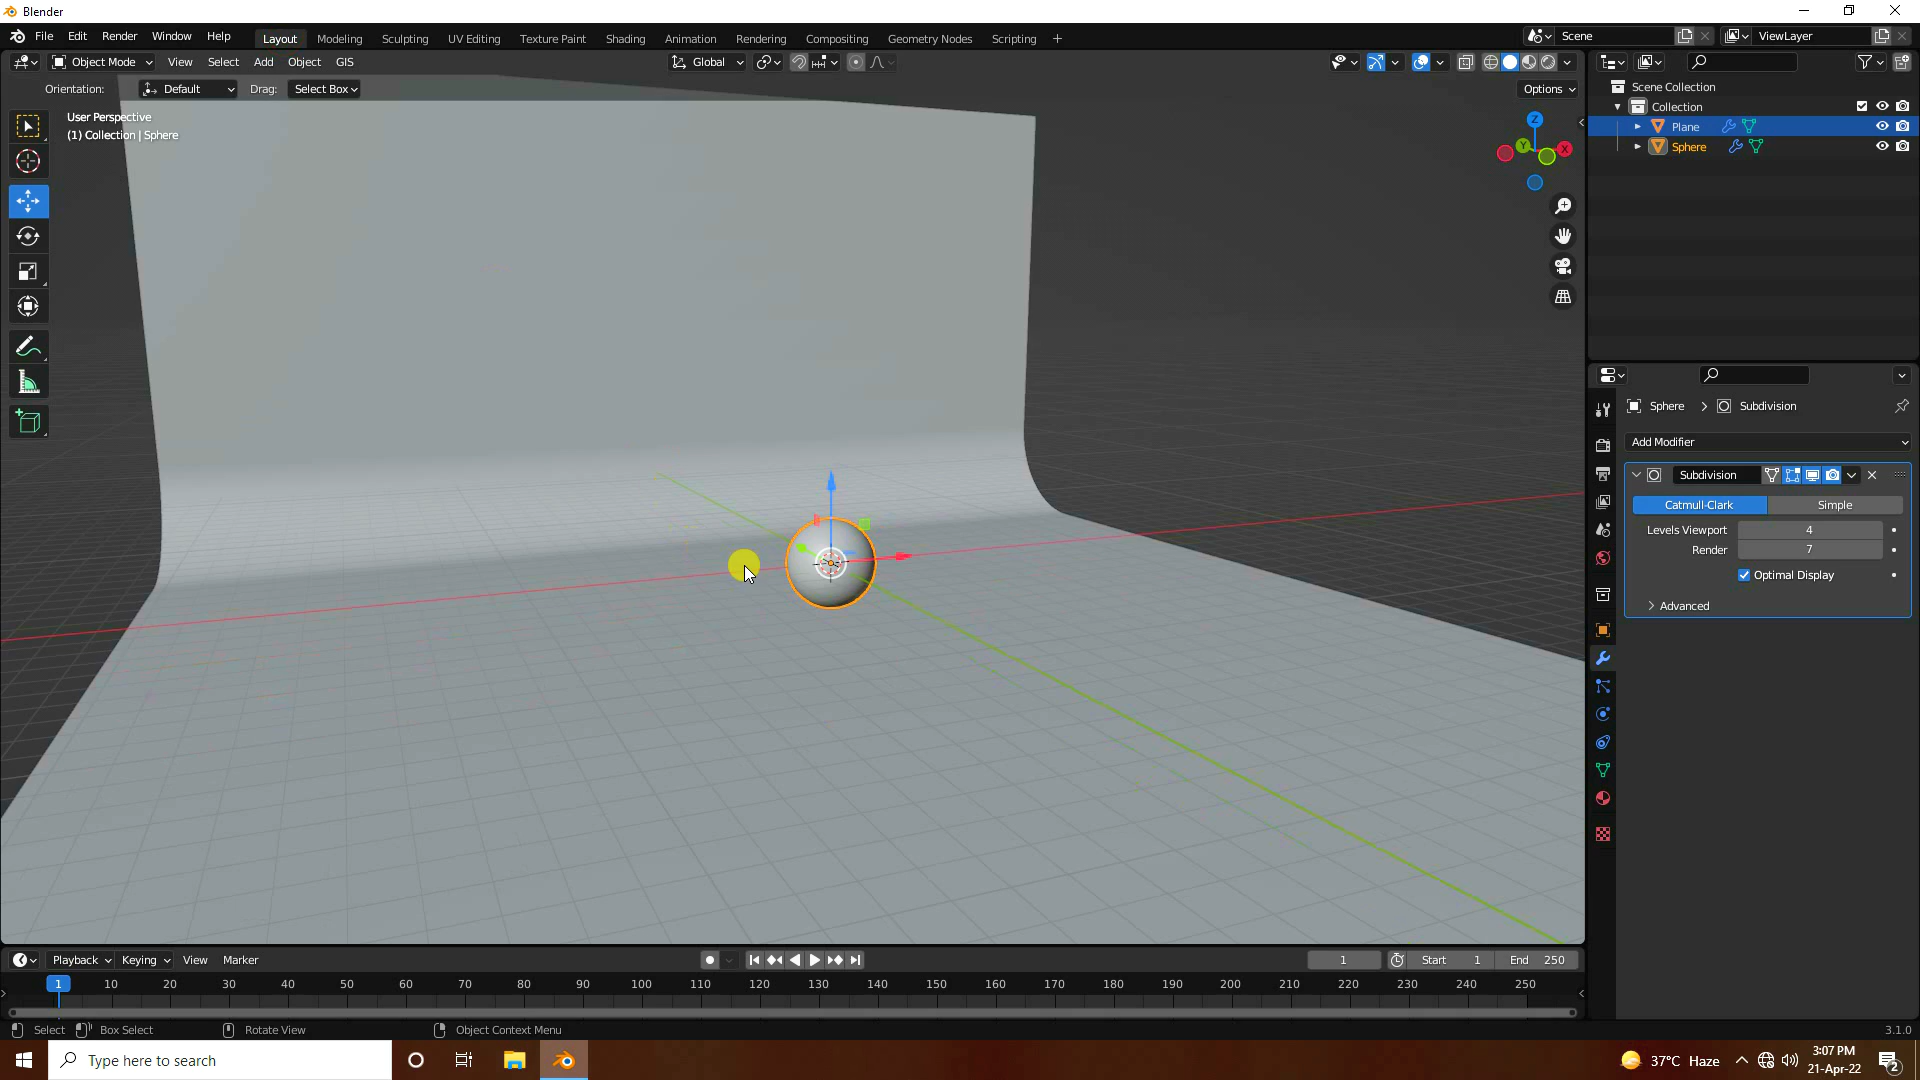 Blender
File Edit Render Window Help Layout Modeling Sculpting UV Editing Texture Paint Shading Animation Rendering Compositing Geometry Nodes Scripting + Scene ViewLayer
Object Mode View Select Add Object GIS Global
Orientation: Default Drag: Select Box Options
User Perspective
(1) Collection | Sphere
Z
Y
X
Scene Collection
Collection
Plane
Sphere
Sphere > Subdivision
Add Modifier
Subdivision
Catmull-Clark Simple
Levels Viewport 4
Render 7
Optimal Display
Advanced
Playback Keying View Marker 1 Start 1 End 250
1 10 20 30 40 50 60 70 80 90 100 110 120 130 140 150 160 170 180 190 200 210 220 230 240 250
Select Box Select Rotate View Object Context Menu 3.1.0
Type here to search 37°C Haze 3:07 PM
21-Apr-22 2